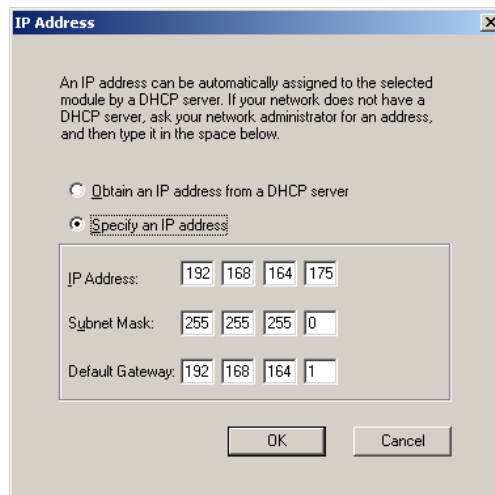 IP Address
An IP address can be automatically assigned to the selected
module by a DHCP server. If your network does not have a
DHCP server, ask your network administrator for an address,
and then type it in the space below.
Obtain an IP address from a DHCP server
Specify an IP address
IP Address: 192 168 164 175
Subnet Mask: 255 255 255 0
Default Gateway: 192 168 164 1
OK Cancel